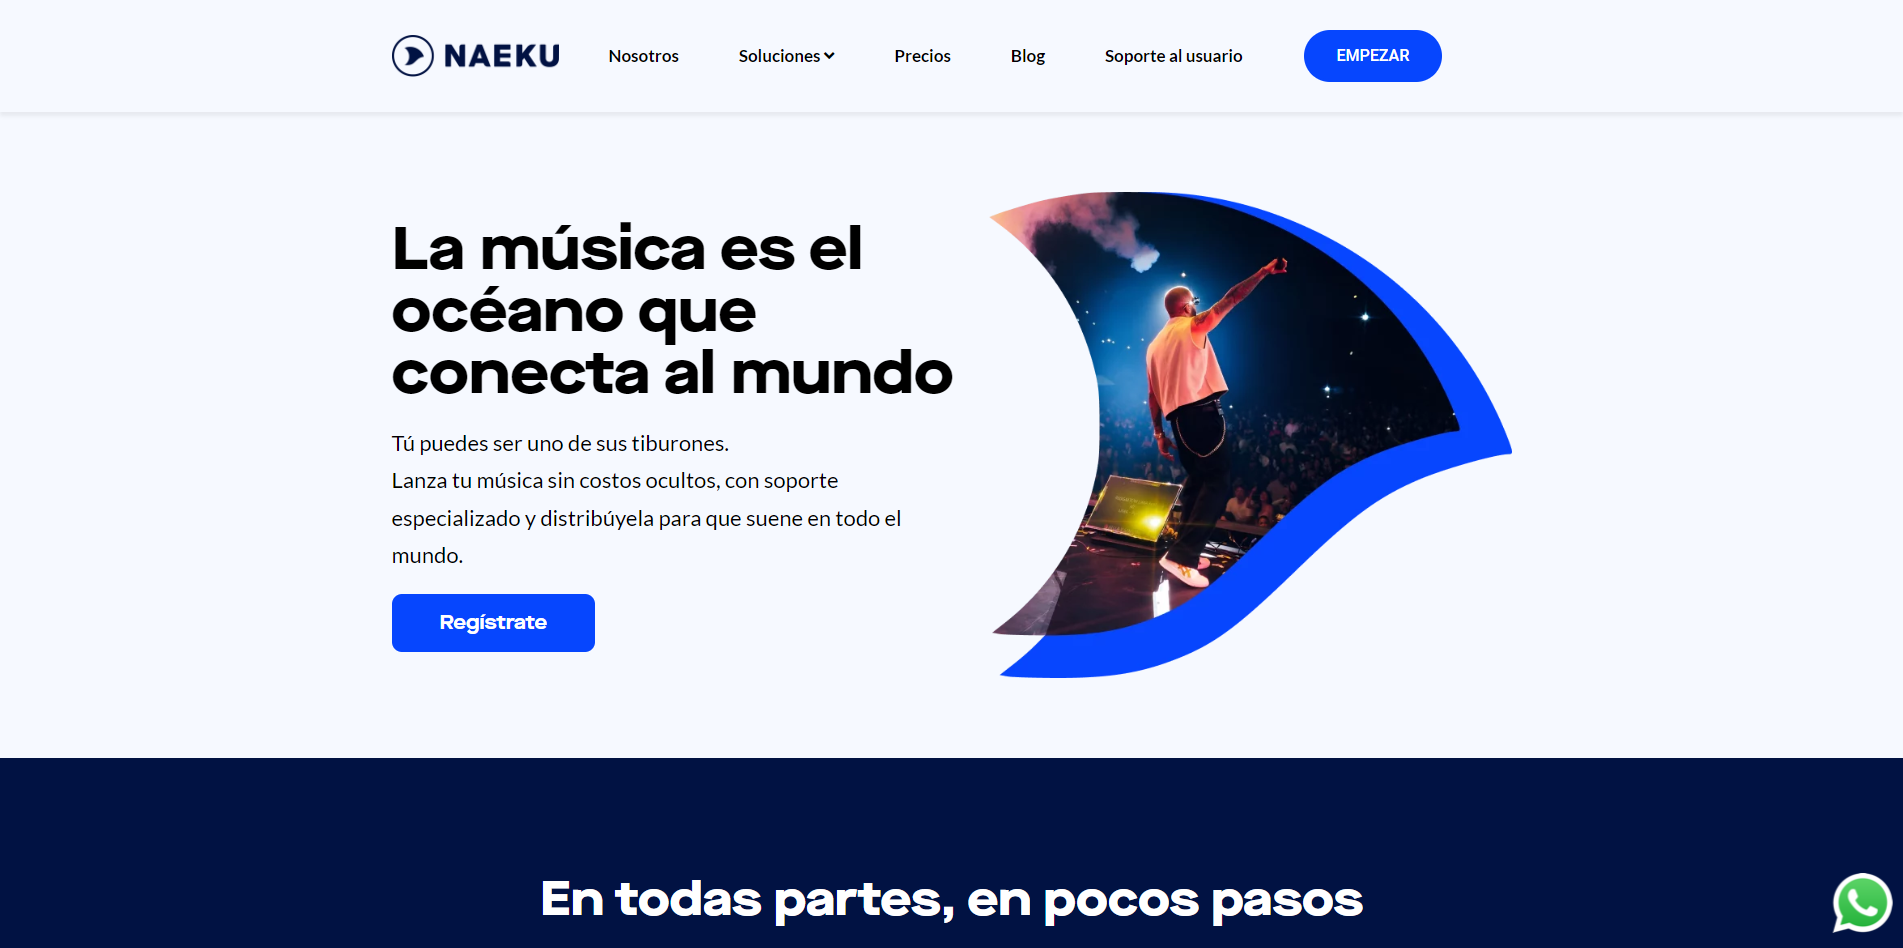 NAEKU
Nosotros
Soluciones
Precios
Blog
Soporte al usuario
EMPEZAR
La música es el
océano que
conecta al mundo
Tú puedes ser uno de sus tiburones.
Lanza tu música sin costos ocultos, con soporte
especializado y distribúyela para que suene en todo el
mundo.
Regístrate
En todas partes, en pocos pasos